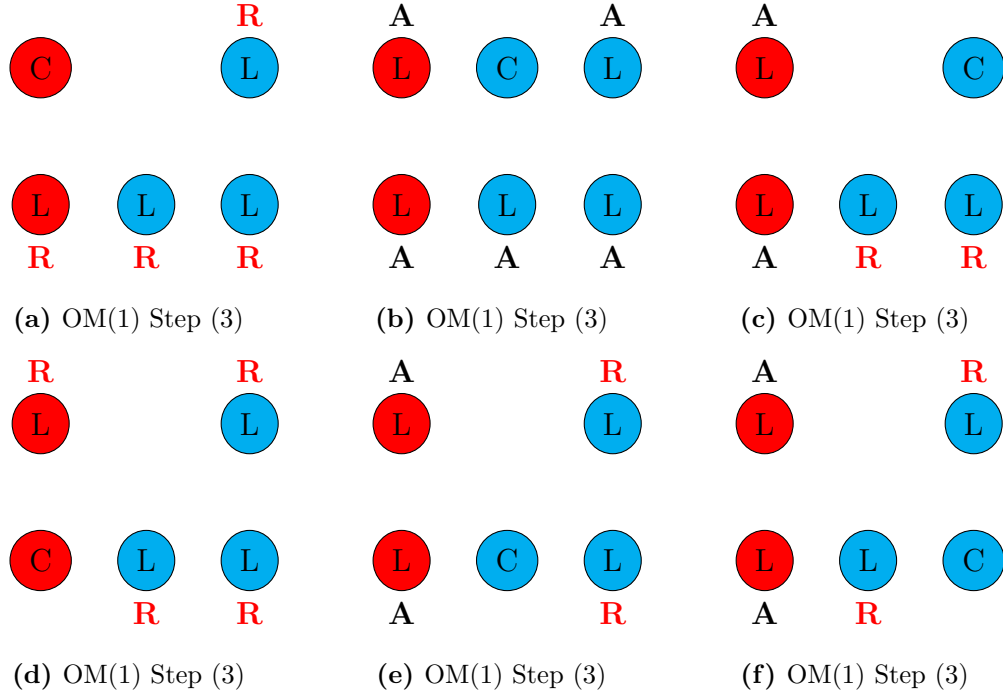 R A A A
C L L C L L C
L L L L L L L L L
R R R A A A A R R
(a) OM(1) Step (3) (b) OM(1) Step (3) (c) OM(1) Step (3)
R R A R A R
L L L L L L
C L L L C L L L C
R R A R A R
(d) OM(1) Step (3) (e) OM(1) Step (3) (f) OM(1) Step (3)